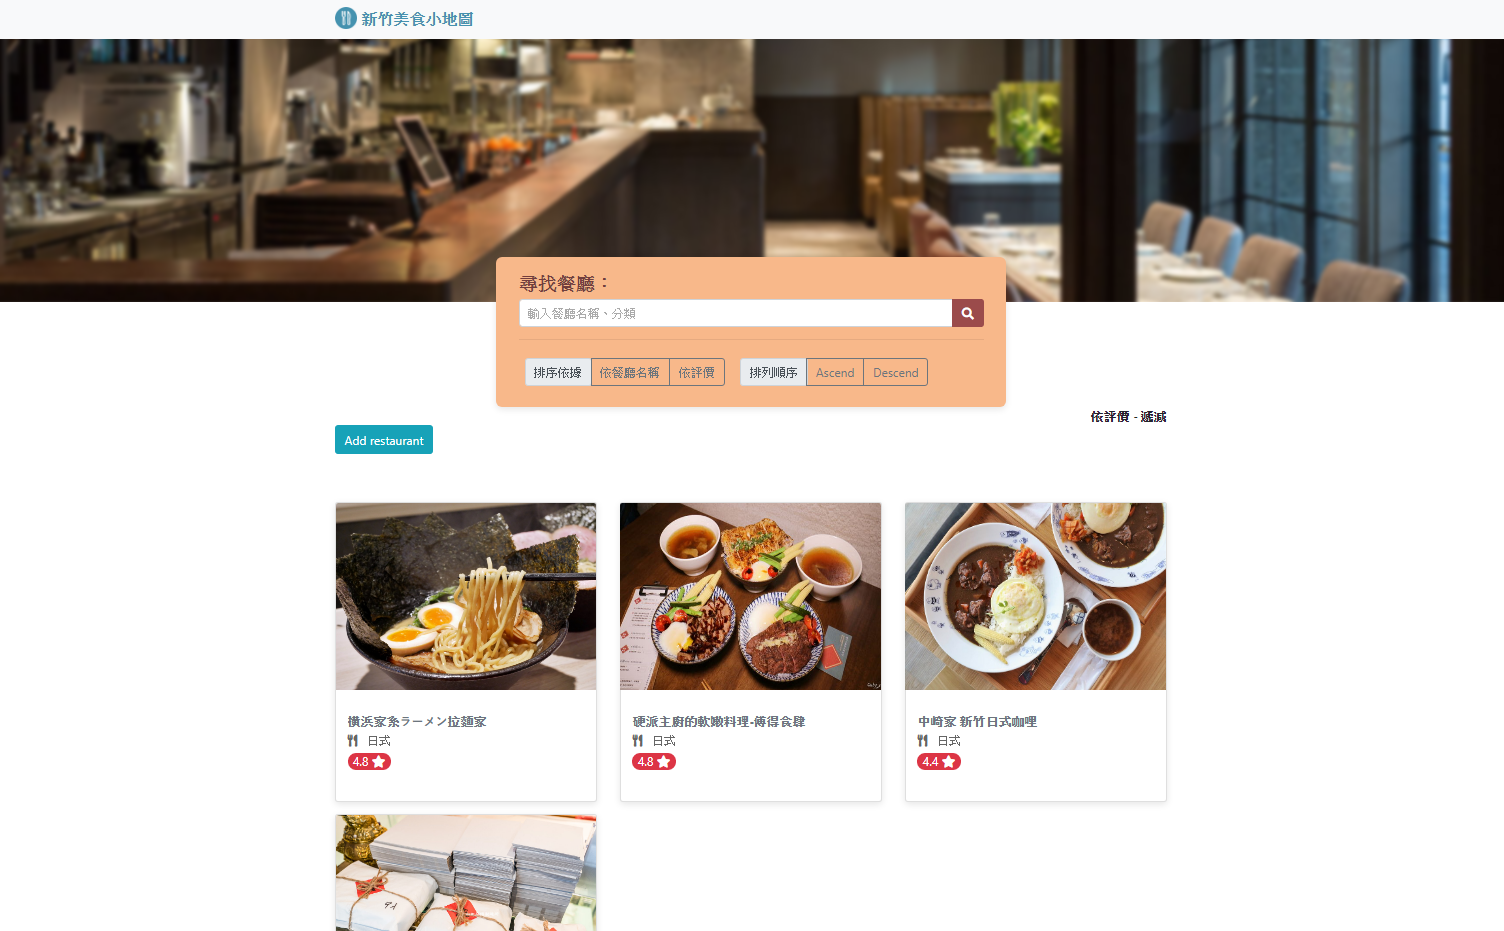 新竹美食小地圖
尋找餐廳：
輸入餐廳名稱、分類
排序依據 依餐廳名稱 依評價 排列順序 Ascend Descend
依評價 - 遞減
Add restaurant
横浜家系ラーメン拉麵家
日式
4.8
硬派主廚的軟嫩料理-傅得食肆
日式
4.8
中崎家 新竹日式咖哩
日式
4.4